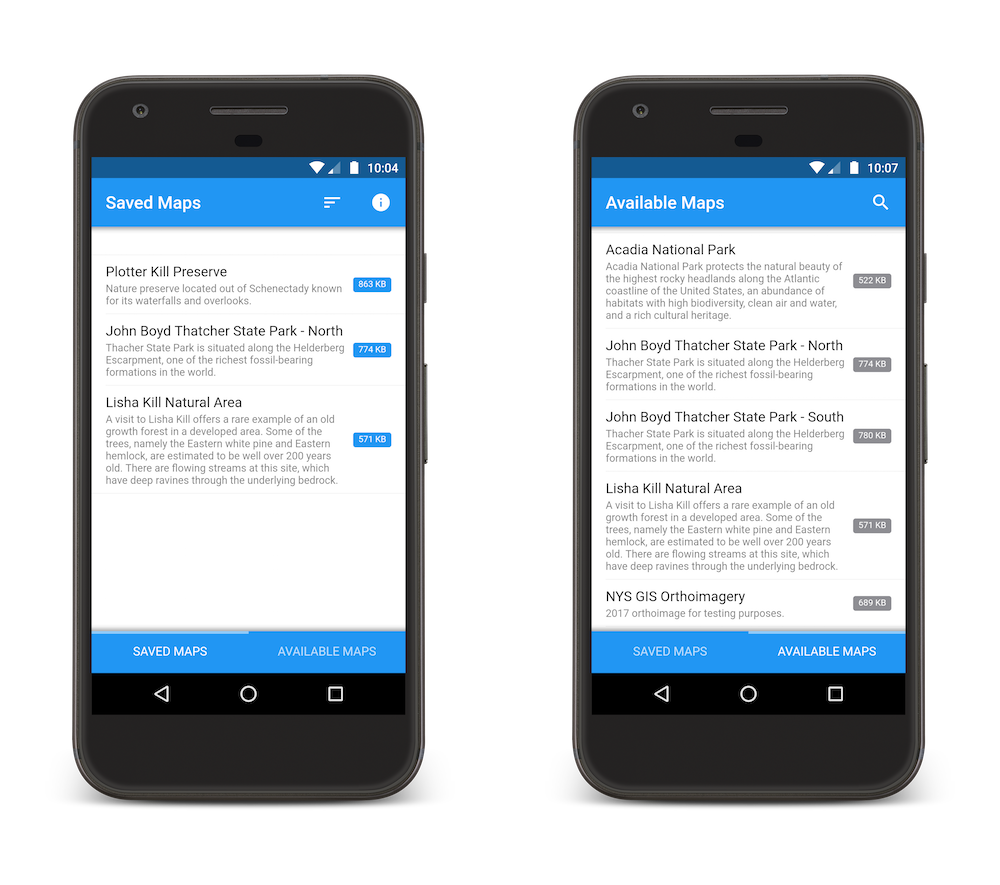 10:04
Saved Maps
Plotter Kill Preserve
Nature preserve located out of Schenectady known
for its waterfalls and overlooks.
863 KB
John Boyd Thatcher State Park - North
Thacher State Park is situated along the Helderberg
Escarpment, one of the richest fossil-bearing
formations in the world.
774 KB
Lisha Kill Natural Area
A visit to Lisha Kill offers a rare example of an old
growth forest in a developed area. Some of the
trees, namely the Eastern white pine and Eastern
hemlock, are estimated to be well over 200 years
old. There are flowing streams at this site, which
have deep ravines through the underlying bedrock.
571 KB
SAVED MAPS
AVAILABLE MAPS
10:07
Available Maps
Acadia National Park
Acadia National Park protects the natural beauty of
the highest rocky headlands along the Atlantic
coastline of the United States, an abundance of
habitats with high biodiversity, clean air and water,
and a rich cultural heritage.
522 KB
John Boyd Thatcher State Park - North
Thacher State Park is situated along the Helderberg
Escarpment, one of the richest fossil-bearing
formations in the world.
774 KB
John Boyd Thatcher State Park - South
Thacher State Park is situated along the Helderberg
Escarpment, one of the richest fossil-bearing
formations in the world.
780 KB
Lisha Kill Natural Area
A visit to Lisha Kill offers a rare example of an old
growth forest in a developed area. Some of the
trees, namely the Eastern white pine and Eastern
hemlock, are estimated to be well over 200 years
old. There are flowing streams at this site, which
have deep ravines through the underlying bedrock.
571 KB
NYS GIS Orthoimagery
2017 orthoimage for testing purposes.
689 KB
SAVED MAPS
AVAILABLE MAPS